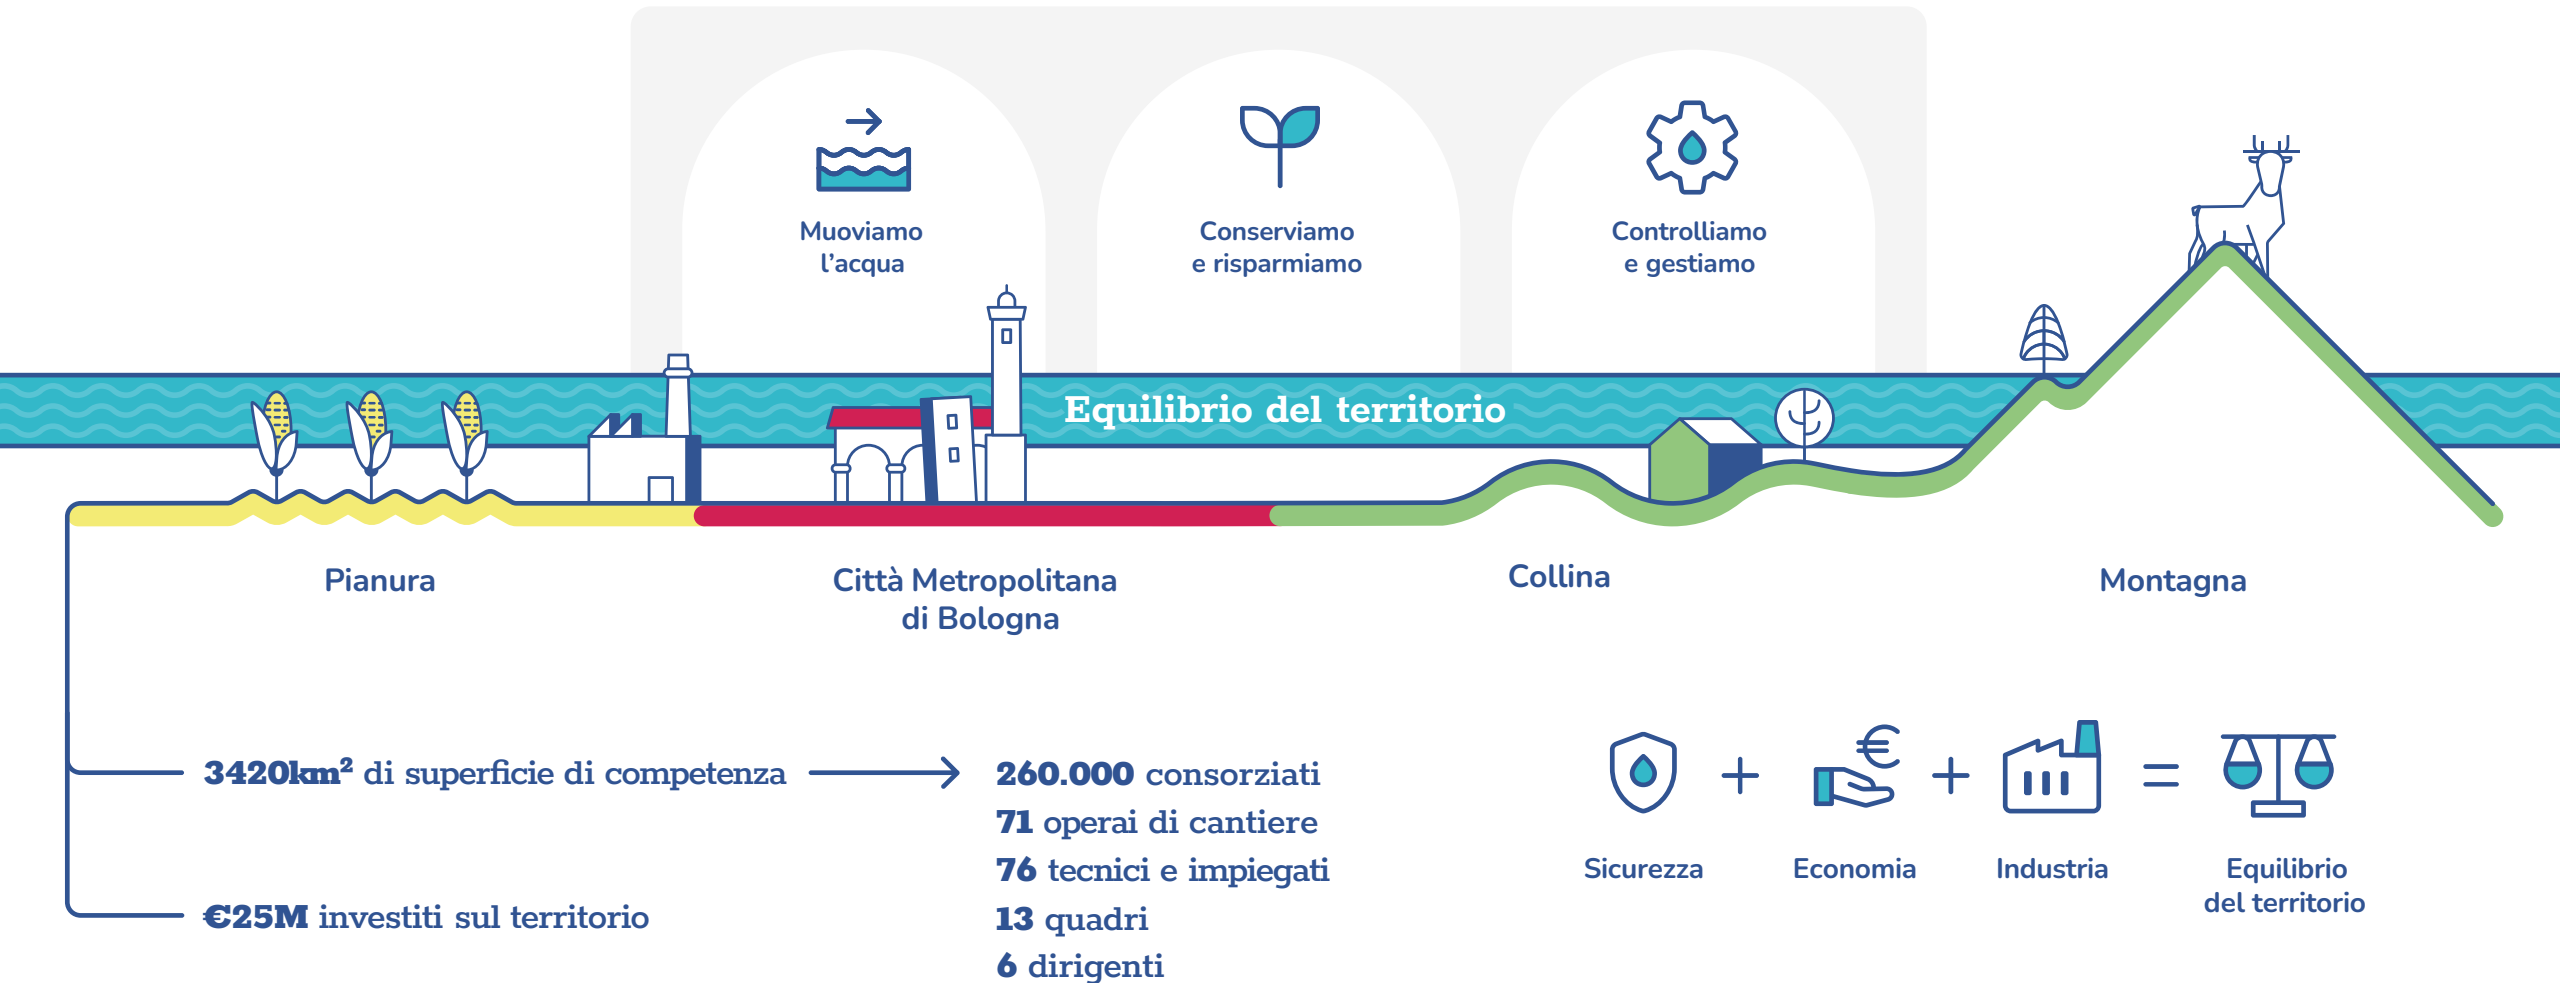 Muoviamo
l’acqua
Conserviamo
e risparmiamo
Controlliamo
e gestiamo
Equilibrio del territorio
Pianura
Città Metropolitana
di Bologna
Collina
Montagna
3420km² di superficie di competenza
€25M investiti sul territorio
260.000 consorziati
71 operai di cantiere
76 tecnici e impiegati
13 quadri
6 dirigenti
Sicurezza
+
Economia
+
Industria
=
Equilibrio
del territorio